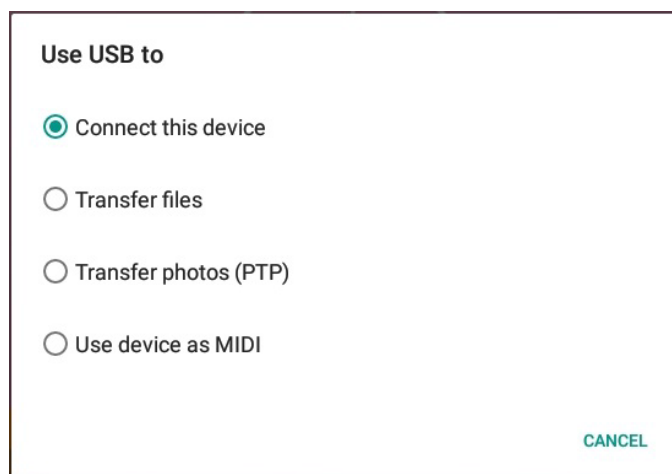 Use USB to
Connect this device
Transfer files
Transfer photos (PTP)
Use device as MIDI
CANCEL